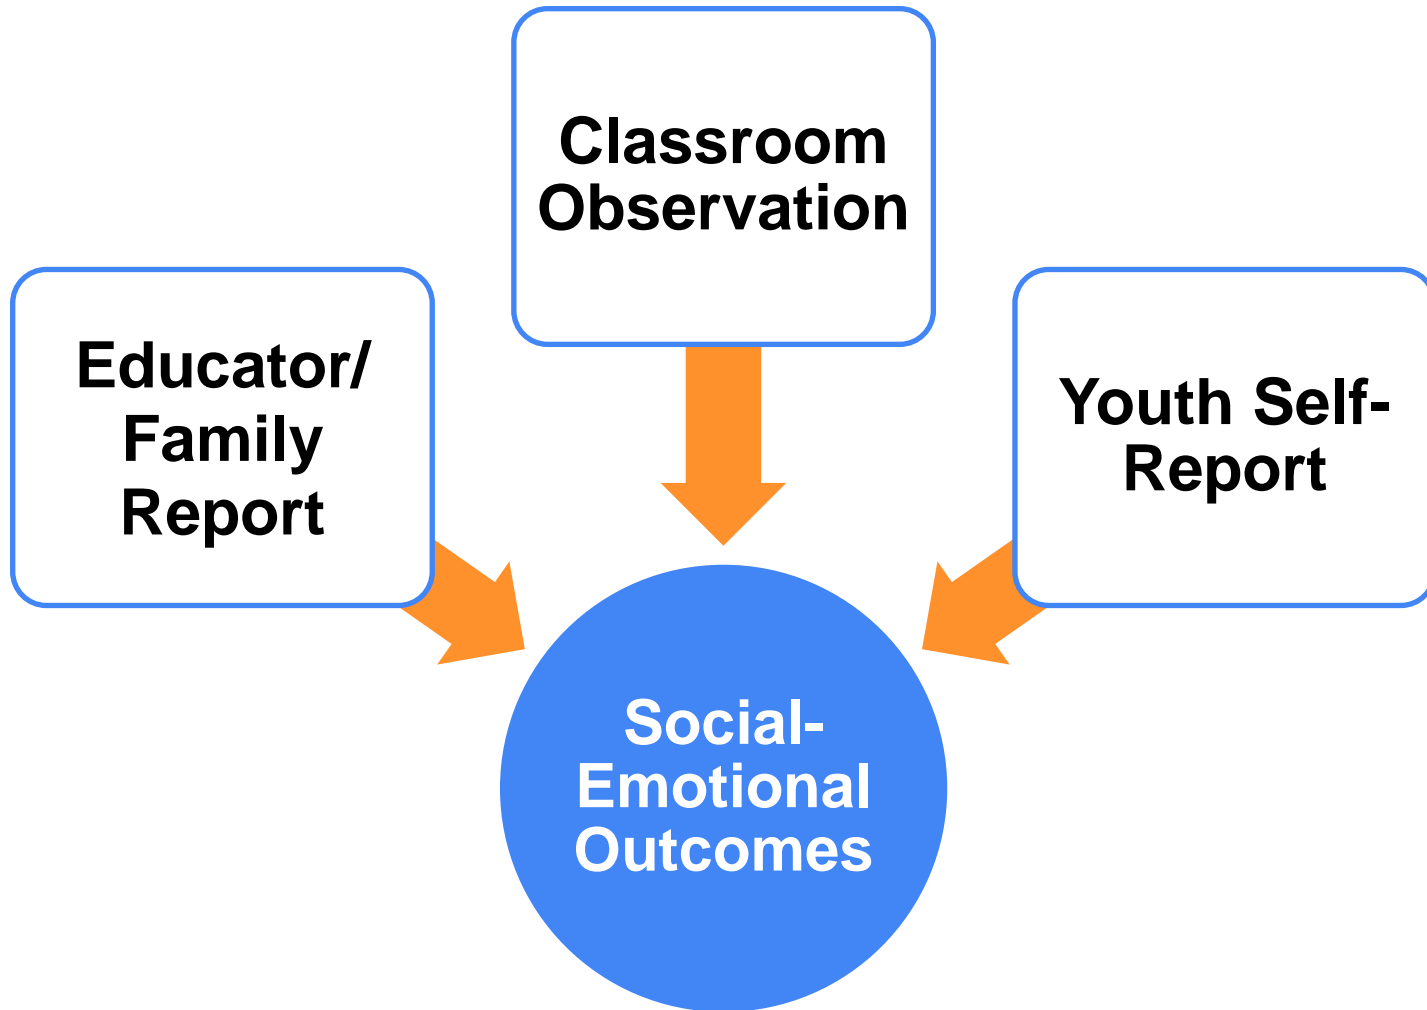 Classroom
Observation
Educator/
Family
Report
Youth Self-
Report
Social-
Emotional
Outcomes